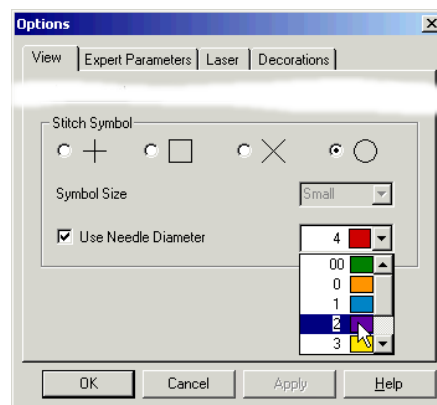 Options
View Expert Parameters Laser Decorations
Stitch Symbol
Symbol Size Small
Use Needle Diameter 4
00
0
1
2
3
OK Cancel Apply Help